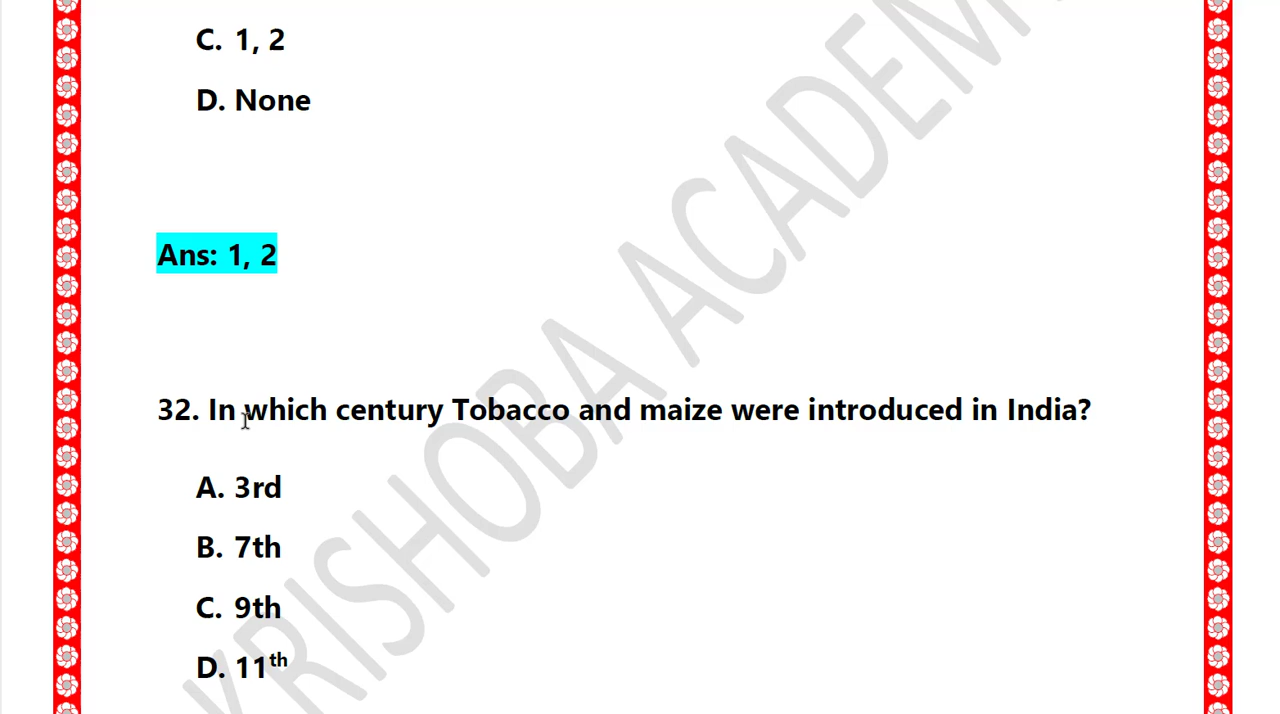 C. 1, 2
D. None
Ans: 1, 2
32. In which century Tobacco and maize were introduced in India?
A. 3rd
B. 7th
C. 9th
D. 11th
KRISHOBA ACADEM